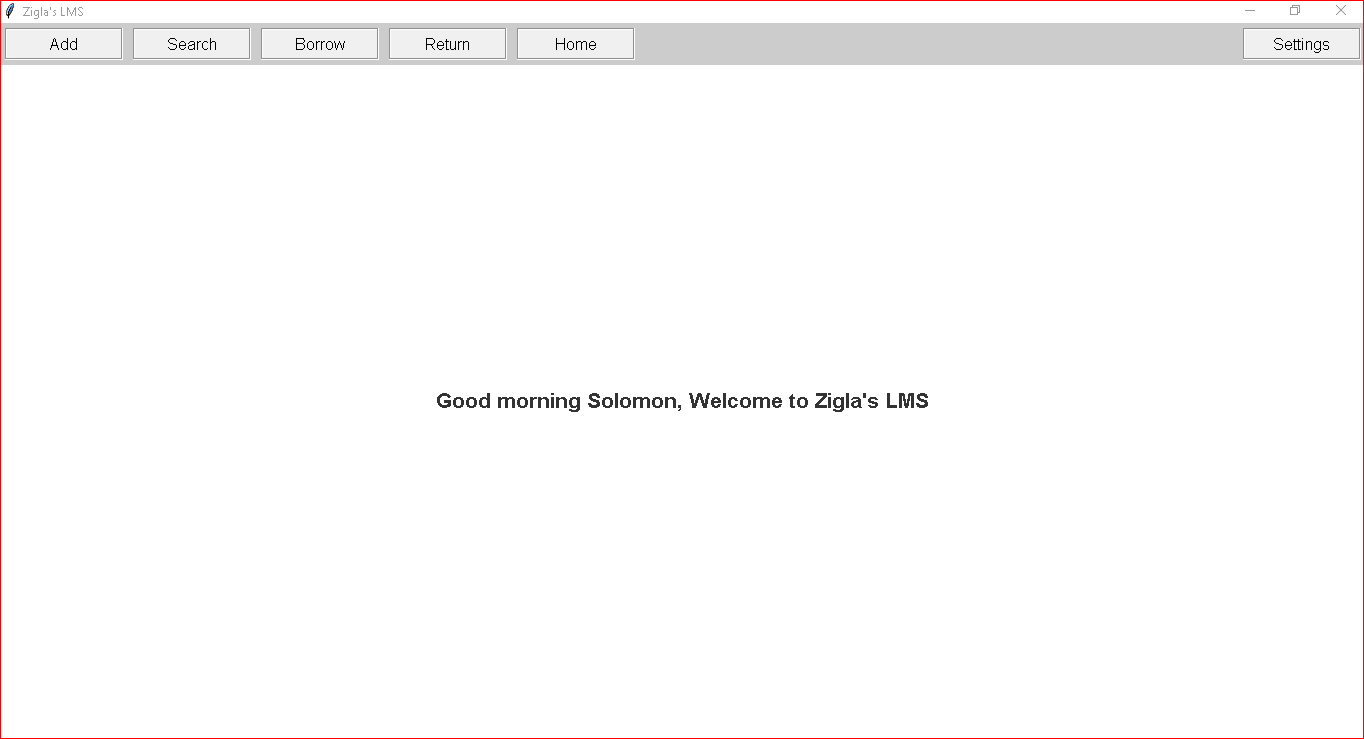 Zigla's LMS
Add Search Borrow Return Home Settings
Good morning Solomon, Welcome to Zigla's LMS